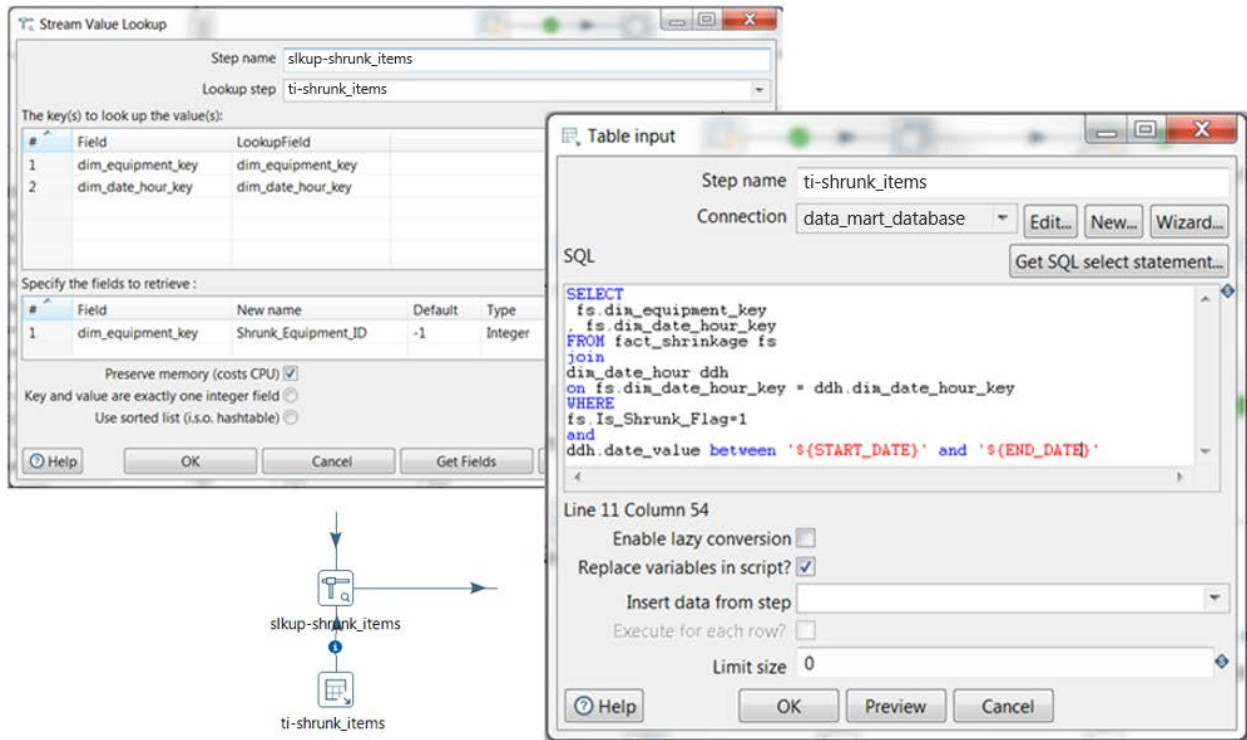 Stream Value Lookup
Step name slkup-shrunk_items
Lookup step ti-shrunk_items
The key(s) to look up the value(s):
# Field LookupField
1 dim_equipment_key dim_equipment_key
2 dim_date_hour_key dim_date_hour_key
Specify the fields to retrieve :
# Field New name Default Type
1 dim_equipment_key Shrunk_Equipment_ID -1 Integer
Preserve memory (costs CPU)
Key and value are exactly one integer field
Use sorted list (i.s.o. hashtable)
Help OK Cancel Get Fields
Table input
Step name ti-shrunk_items
Connection data_mart_database Edit... New... Wizard...
SQL Get SQL select statement...
SELECT
fs.dim_equipment_key
, fs.dim_date_hour_key
FROM fact_shrinkage fs
join
dim_date_hour ddh
on fs.dim_date_hour_key = ddh.dim_date_hour_key
WHERE
fs.Is_Shrunk_Flag=1
and
ddh.date_value between '${START_DATE}' and '${END_DATE}'
Line 11 Column 54
Enable lazy conversion
Replace variables in script?
Insert data from step
Execute for each row?
Limit size 0
Help OK Preview Cancel
slkup-shrunk_items
ti-shrunk_items